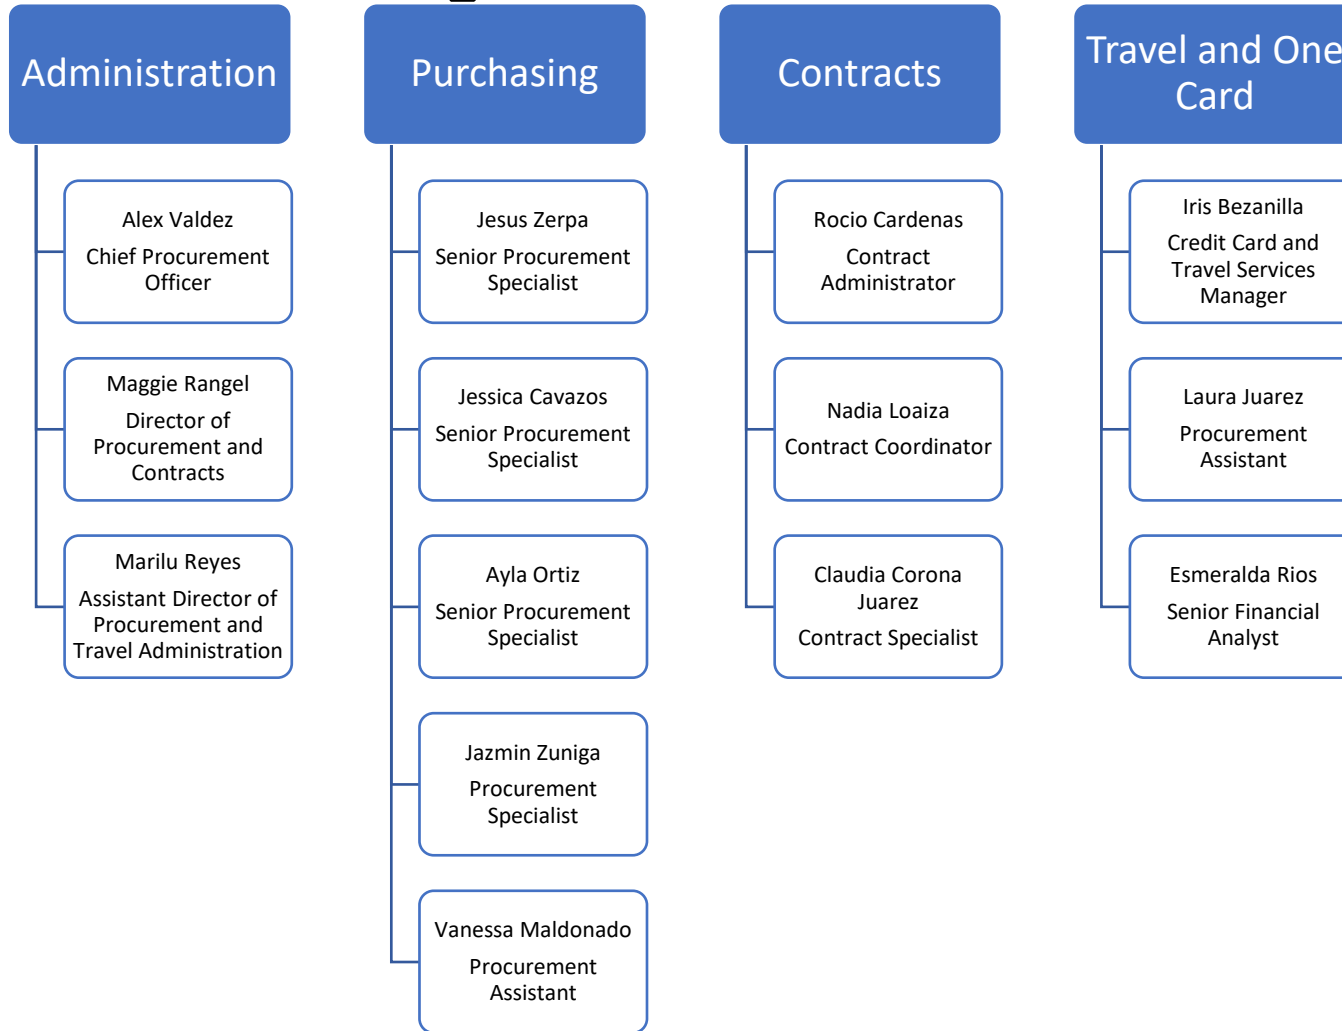 Administration
Alex Valdez
Chief Procurement
Officer
Maggie Rangel
Director of
Procurement and
Contracts
Marilu Reyes
Assistant Director of
Procurement and
Travel Administration
Purchasing
Jesus Zerpa
Senior Procurement
Specialist
Jessica Cavazos
Senior Procurement
Specialist
Ayla Ortiz
Senior Procurement
Specialist
Jazmin Zuniga
Procurement
Specialist
Vanessa Maldonado
Procurement
Assistant
Contracts
Rocio Cardenas
Contract
Administrator
Nadia Loaiza
Contract Coordinator
Claudia Corona
Juarez
Contract Specialist
Travel and One
Card
Iris Bezanilla
Credit Card and
Travel Services
Manager
Laura Juarez
Procurement
Assistant
Esmeralda Rios
Senior Financial
Analyst